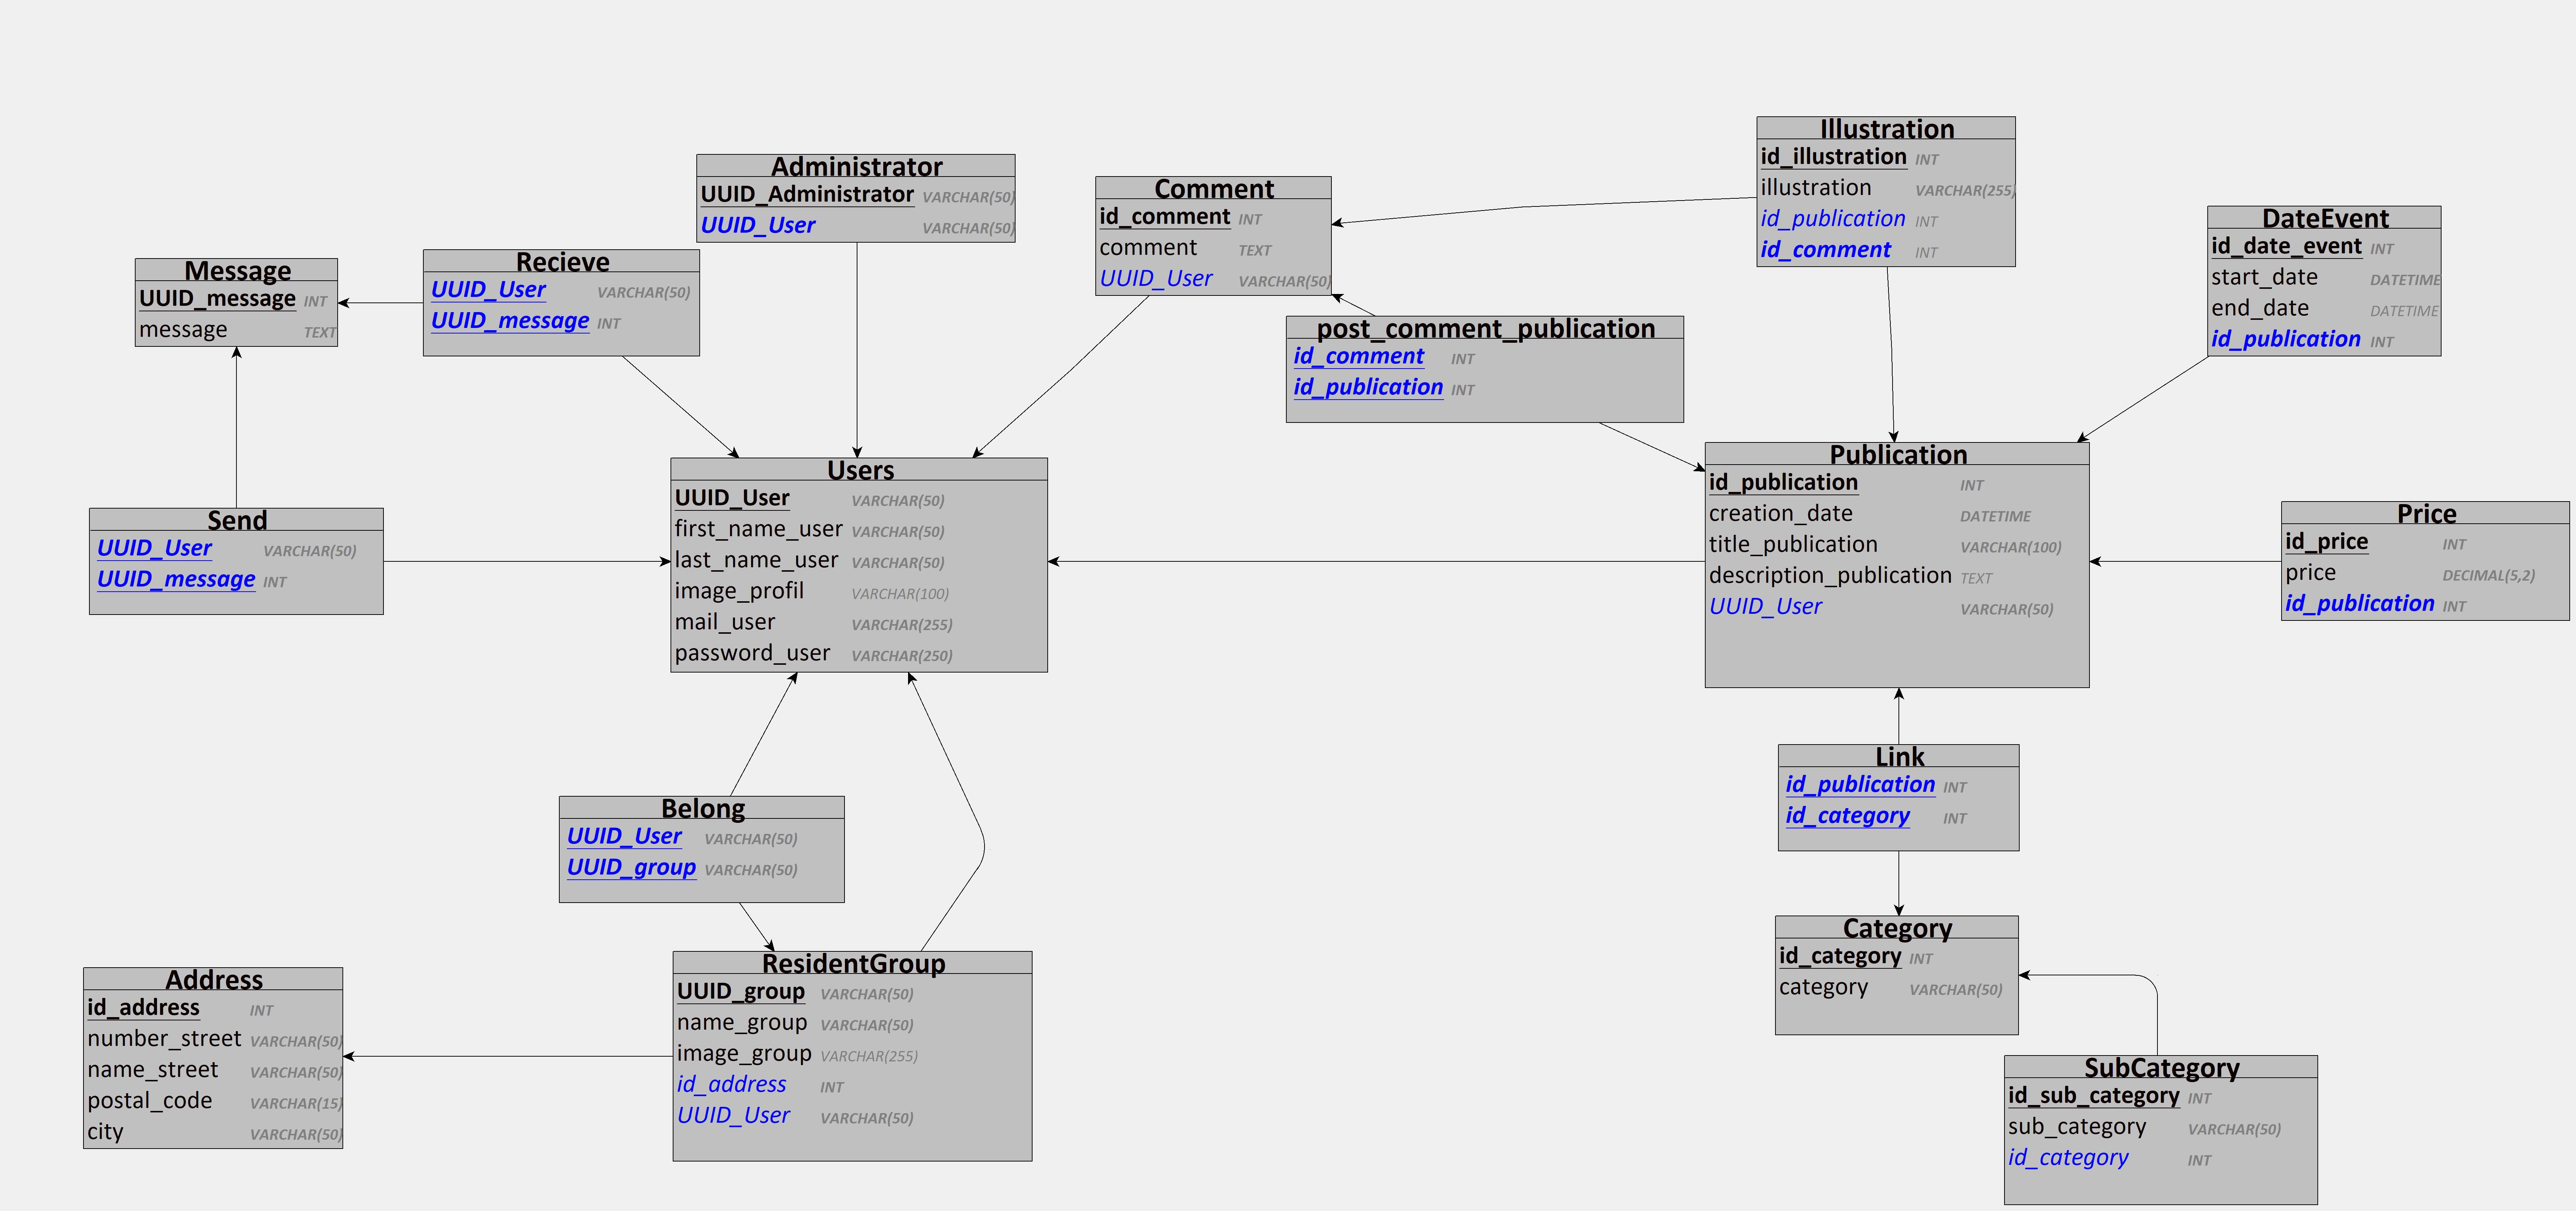 Illustration
id_illustration INT
illustration VARCHAR(255)
id_publication INT
id_comment INT
Administrator
UUID_Administrator VARCHAR(50)
UUID_User VARCHAR(50)
Comment
id_comment INT
comment TEXT
UUID_User VARCHAR(50)
DateEvent
id_date_event INT
start_date DATETIME
end_date DATETIME
id_publication INT
Message
UUID_message INT
message TEXT
Recieve
UUID_User VARCHAR(50)
UUID_message INT
post_comment_publication
id_comment INT
id_publication INT
Send
UUID_User VARCHAR(50)
UUID_message INT
Users
UUID_User VARCHAR(50)
first_name_user VARCHAR(50)
last_name_user VARCHAR(50)
image_profil VARCHAR(100)
mail_user VARCHAR(255)
password_user VARCHAR(250)
Publication
id_publication INT
creation_date DATETIME
title_publication VARCHAR(100)
description_publication TEXT
UUID_User VARCHAR(50)
Price
id_price INT
price DECIMAL(5,2)
id_publication INT
Belong
UUID_User VARCHAR(50)
UUID_group VARCHAR(50)
Link
id_publication INT
id_category INT
Address
id_address INT
number_street VARCHAR(50)
name_street VARCHAR(50)
postal_code VARCHAR(15)
city VARCHAR(50)
ResidentGroup
UUID_group VARCHAR(50)
name_group VARCHAR(50)
image_group VARCHAR(255)
id_address INT
UUID_User VARCHAR(50)
Category
id_category INT
category VARCHAR(50)
SubCategory
id_sub_category INT
sub_category VARCHAR(50)
id_category INT